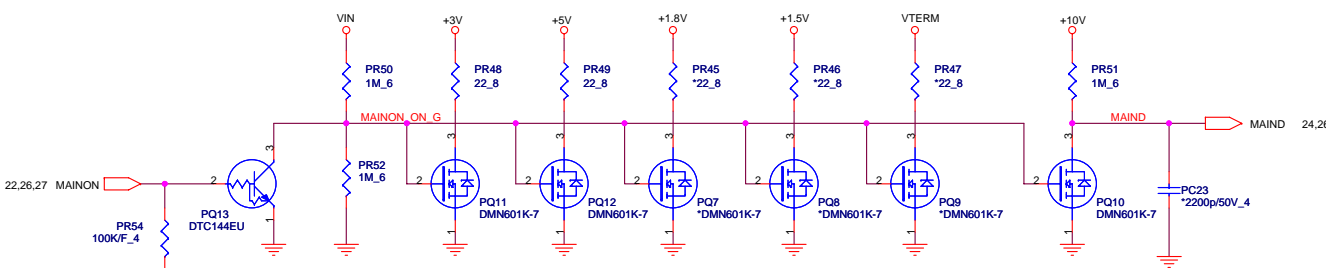 VIN
+3V
+5V
+1.8V
+1.5V
VTERM
+10V
PR50
1M_6
PR48
22_8
PR49
22_8
PR45
*22_8
PR46
*22_8
PR47
*22_8
PR51
1M_6
MAINON_ON_G
MAIND
MAIND 24,26
3
3
3
3
3
3
3
PR52
1M_6
22,26,27 MAINON
2
2
2
2
2
2
2
PQ13
DTC144EU
PQ11
DMN601K-7
PQ12
DMN601K-7
PQ7
*DMN601K-7
PQ8
*DMN601K-7
PQ9
*DMN601K-7
PQ10
DMN601K-7
PC23
*2200p/50V_4
PR54
100K/F_4
1
1
1
1
1
1
1